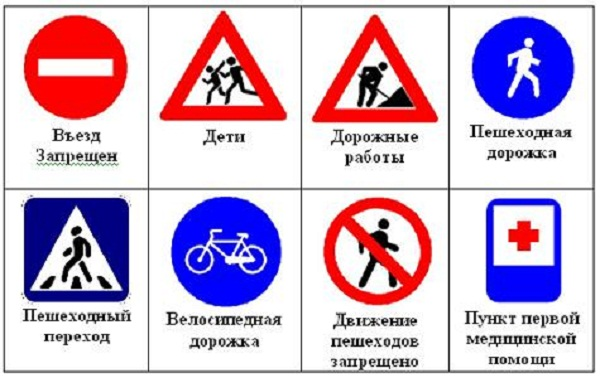 Въезд
Запрещен
Дети
Дорожные
работы
Пешеходная
дорожка
Пешеходный
переход
Велосипедная
дорожка
Движение
пешеходов
запрещено
Пункт первой
медицинской
помощи